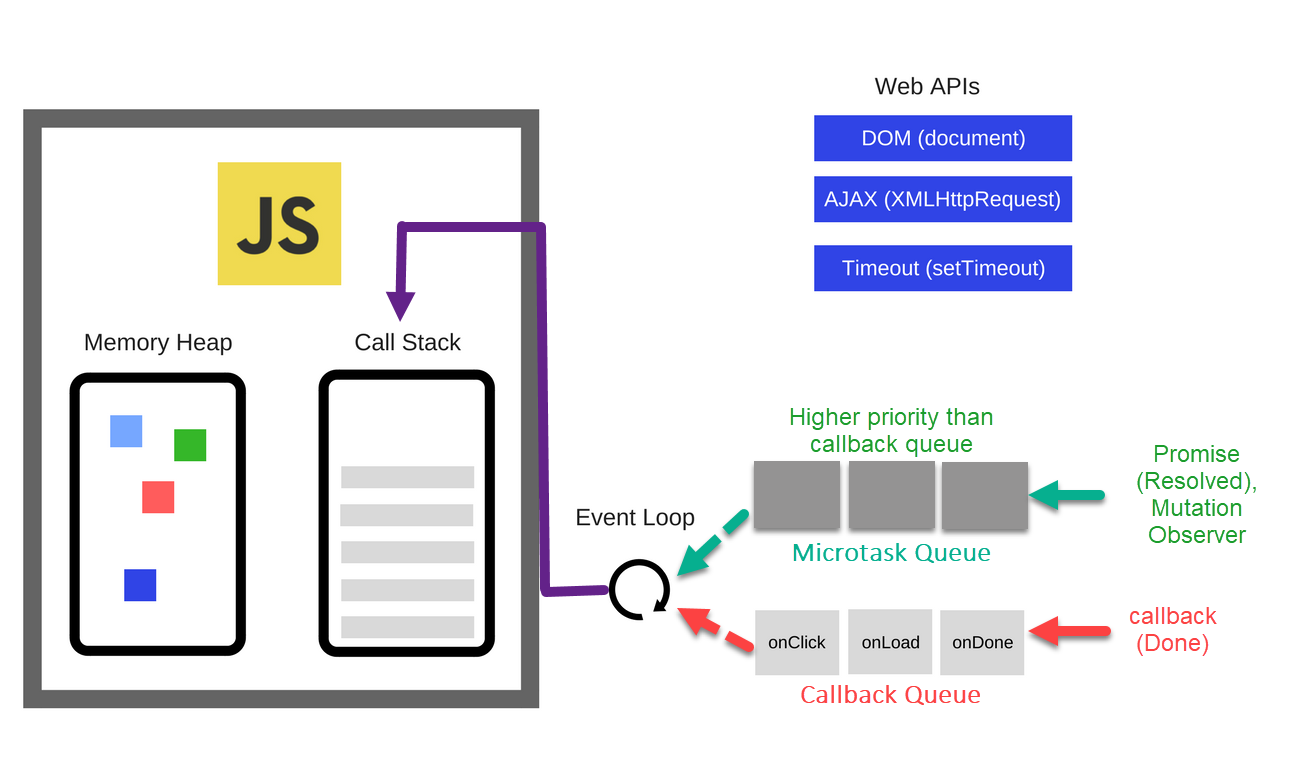 Web APIs
DOM (document)
AJAX (XMLHttpRequest)
Timeout (setTimeout)
JS
Memory Heap
Call Stack
Higher priority than
callback queue
Promise
(Resolved),
Mutation
Observer
Event Loop
Microtask Queue
onClick
onLoad
onDone
callback
(Done)
Callback Queue